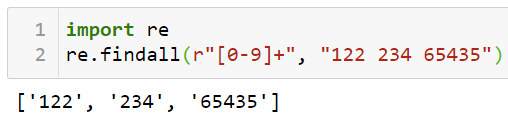 1 import re
2 re.findall(r"[0-9]+", "122 234 65435")
['122', '234', '65435']